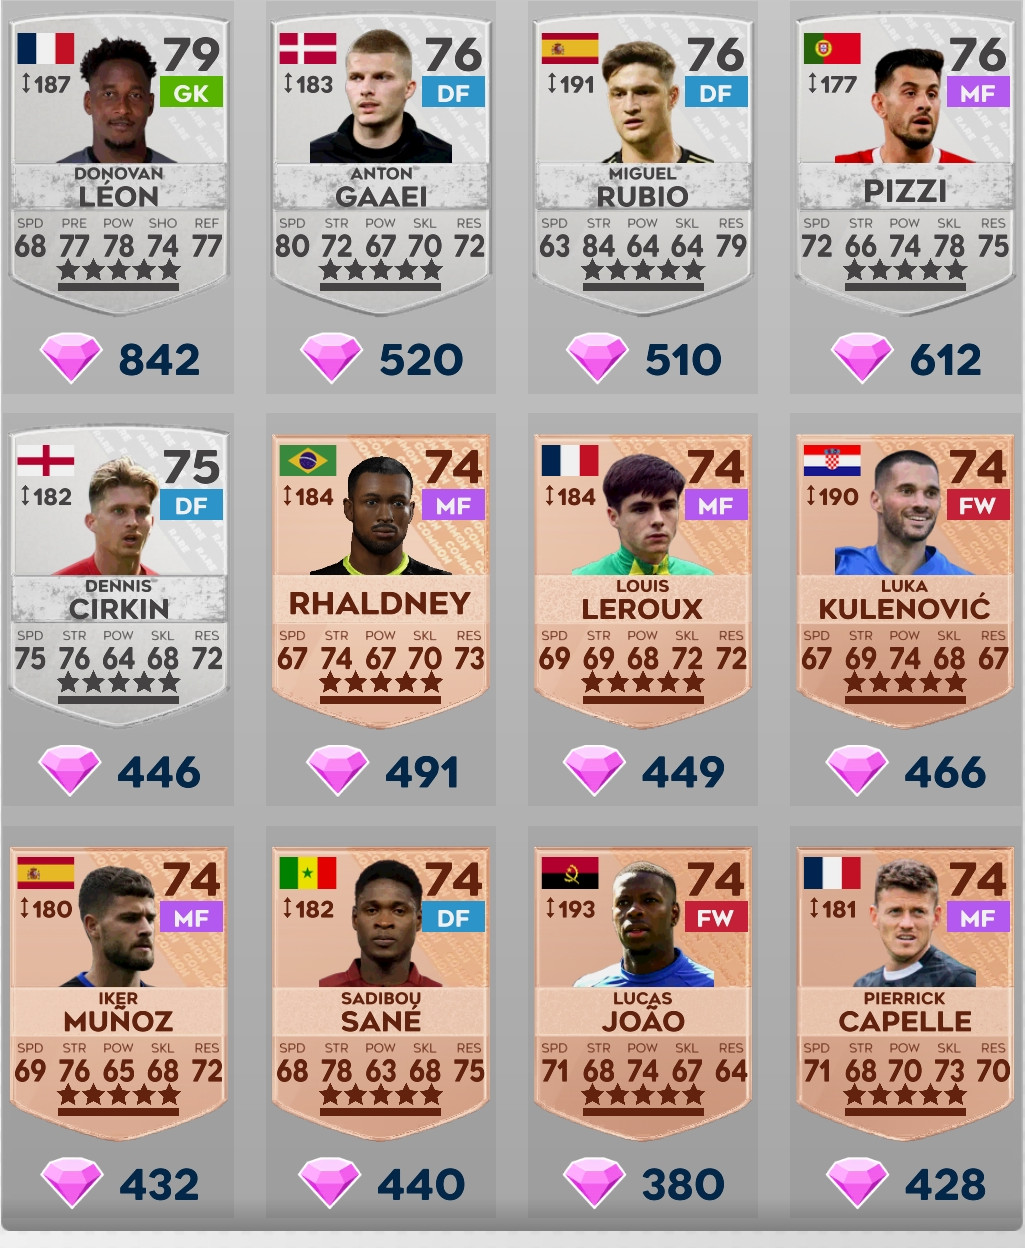 79
187
GK
DONOVAN
LÉON
SPD PRE POW SHO REF
68 77 78 74 77
842
76
183
DF
ANTON
GAAEI
SPD STR POW SKL RES
80 72 67 70 72
520
76
191
DF
MIGUEL
RUBIO
SPD STR POW SKL RES
63 84 64 64 79
510
76
177
MF
PIZZI
SPD STR POW SKL RES
72 66 74 78 75
612
75
182
DF
DENNIS
CIRKIN
SPD STR POW SKL RES
75 76 64 68 72
446
74
184
MF
RHALDNEY
SPD STR POW SKL RES
67 74 67 70 73
491
74
184
MF
LOUIS
LEROUX
SPD STR POW SKL RES
69 69 68 72 72
449
74
190
FW
LUKA
KULENOVIĆ
SPD STR POW SKL RES
67 69 74 68 67
466
74
180
MF
IKER
MUÑOZ
SPD STR POW SKL RES
69 76 65 68 72
432
74
182
DF
SADIBOU
SANÉ
SPD STR POW SKL RES
68 78 63 68 75
440
74
193
FW
LUCAS
JOÃO
SPD STR POW SKL RES
71 68 74 67 64
380
74
181
MF
PIERRICK
CAPELLE
SPD STR POW SKL RES
71 68 70 73 70
428